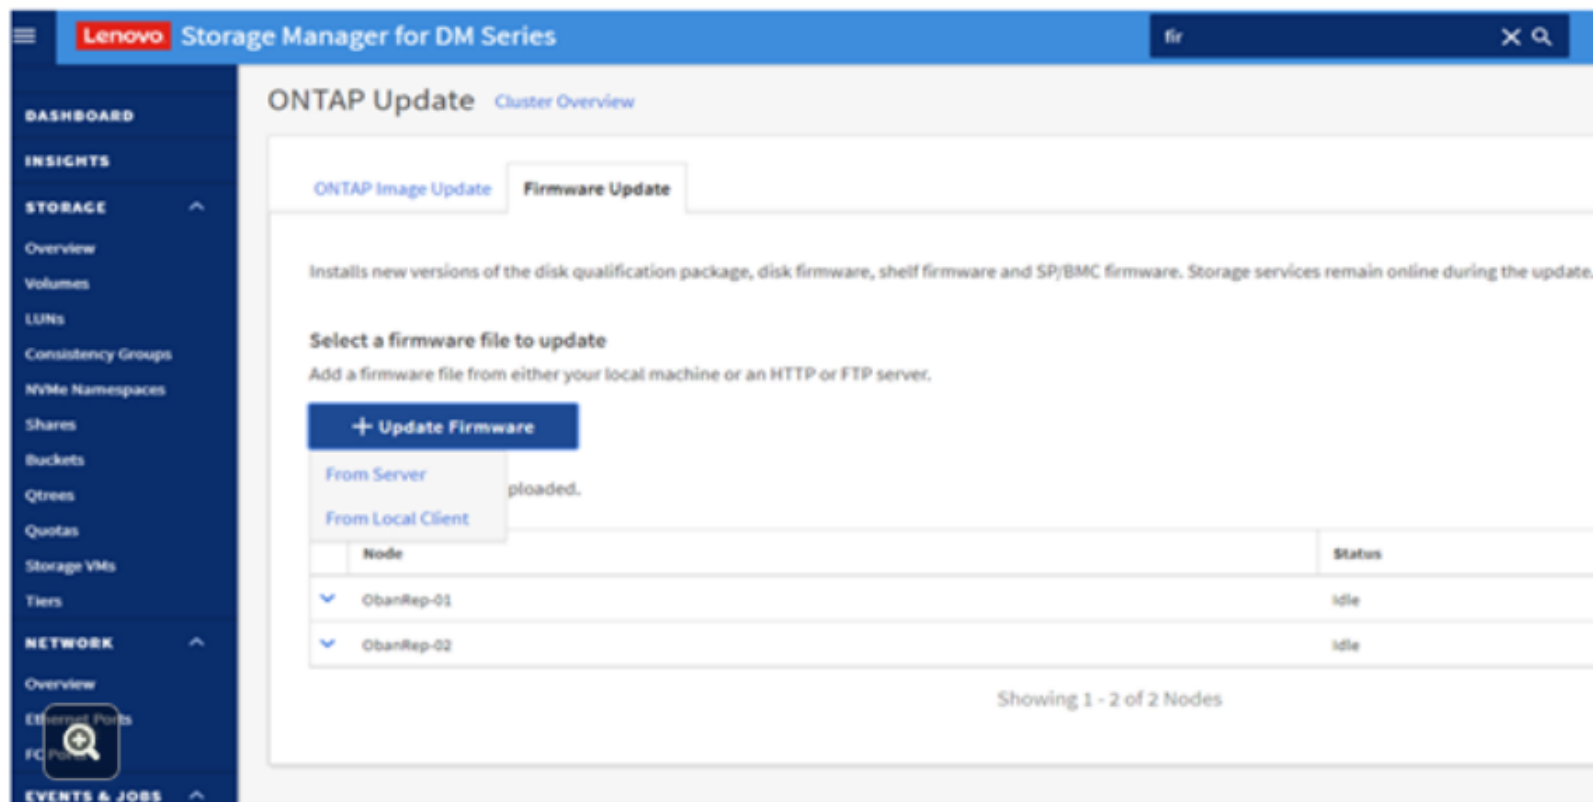 Lenovo Storage Manager for DM Series
fir
DASHBOARD
INSIGHTS
STORAGE
Overview
Volumes
LUNs
Consistency Groups
NVMe Namespaces
Shares
Buckets
Qtrees
Quotas
Storage VMs
Tiers
NETWORK
Overview
Ethernet Ports
FC Ports
EVENTS & JOBS
ONTAP Update Cluster Overview
ONTAP Image Update Firmware Update
Installs new versions of the disk qualification package, disk firmware, shelf firmware and SP/BMC firmware. Storage services remain online during the update.
Select a firmware file to update
Add a firmware file from either your local machine or an HTTP or FTP server.
+ Update Firmware
From Server
ploaded.
From Local Client
Node Status
ObanRep-01 Idle
ObanRep-02 Idle
Showing 1 - 2 of 2 Nodes